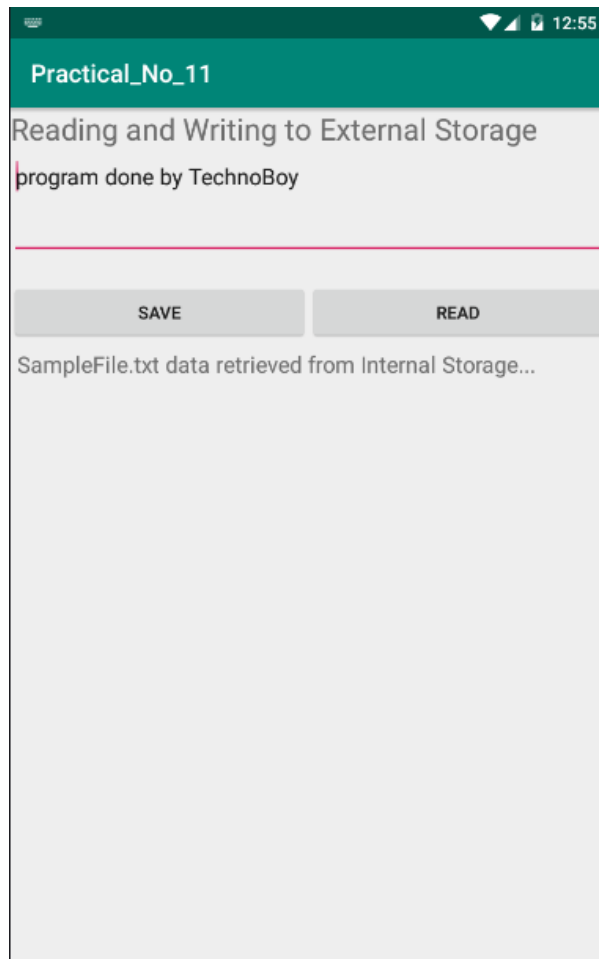 12:55
Practical_No_11
Reading and Writing to External Storage
program done by TechnoBoy
SAVE READ
SampleFile.txt data retrieved from Internal Storage...